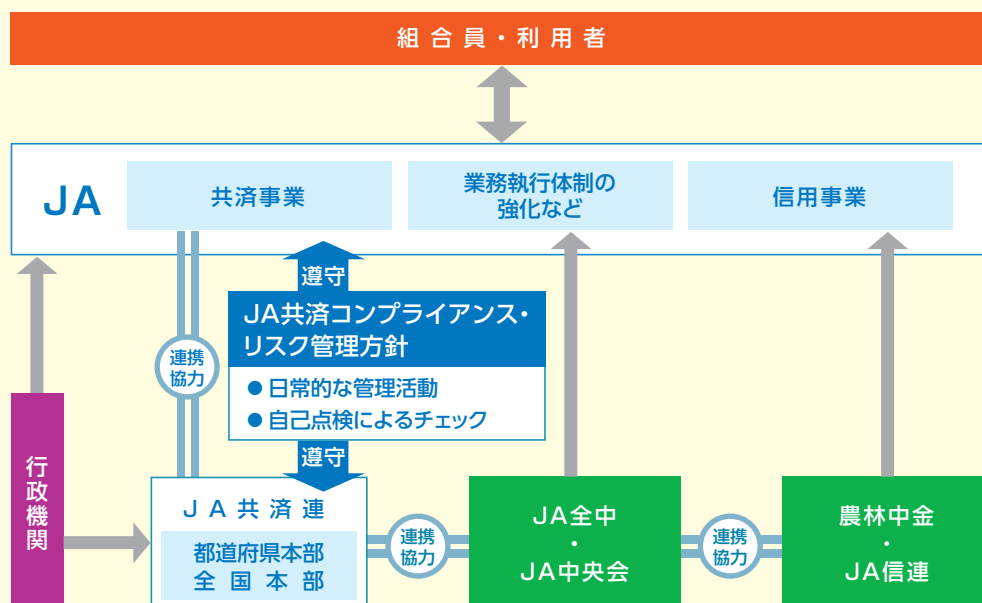 組合員・利用者
JA
共済事業
業務執行体制の
強化など
信用事業
遵守
JA共済コンプライアンス・
リスク管理方針
● 日常的な管理活動
● 自己点検によるチェック
遵守
連携
協力
行政機関
JA共済連
都道府県本部
全国本部
連携
協力
JA全中
・
JA中央会
連携
協力
農林中金
・
JA信連